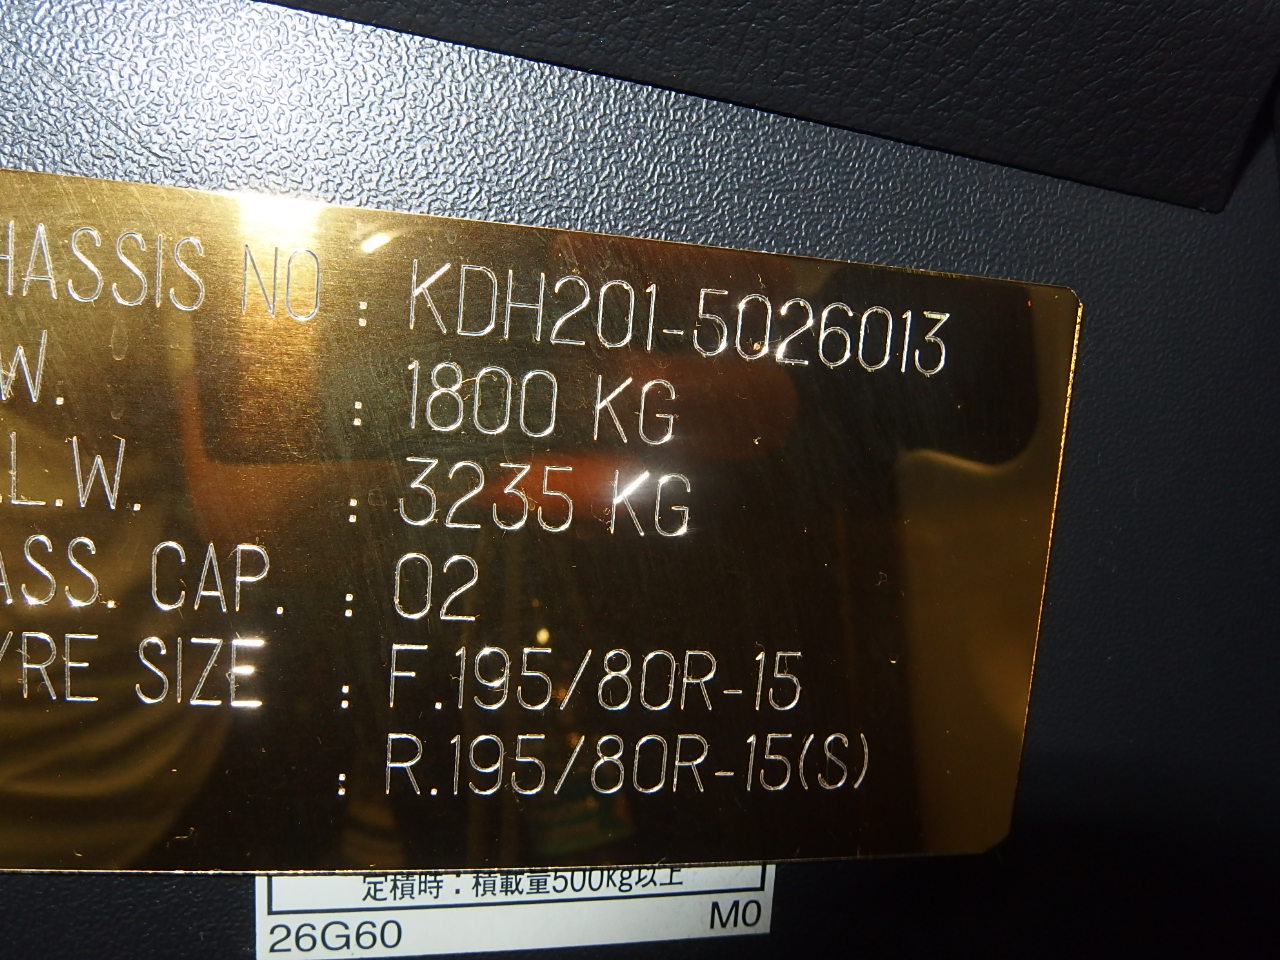 HASSIS NO : KDH201-5026013
W. : 1800 KG
.L.W. : 3235 KG
ASS. CAP. : 02
YRE SIZE : F.195/80R-15
: R.195/80R-15(S)
定積時：積載量500kg以上
26G60 M0